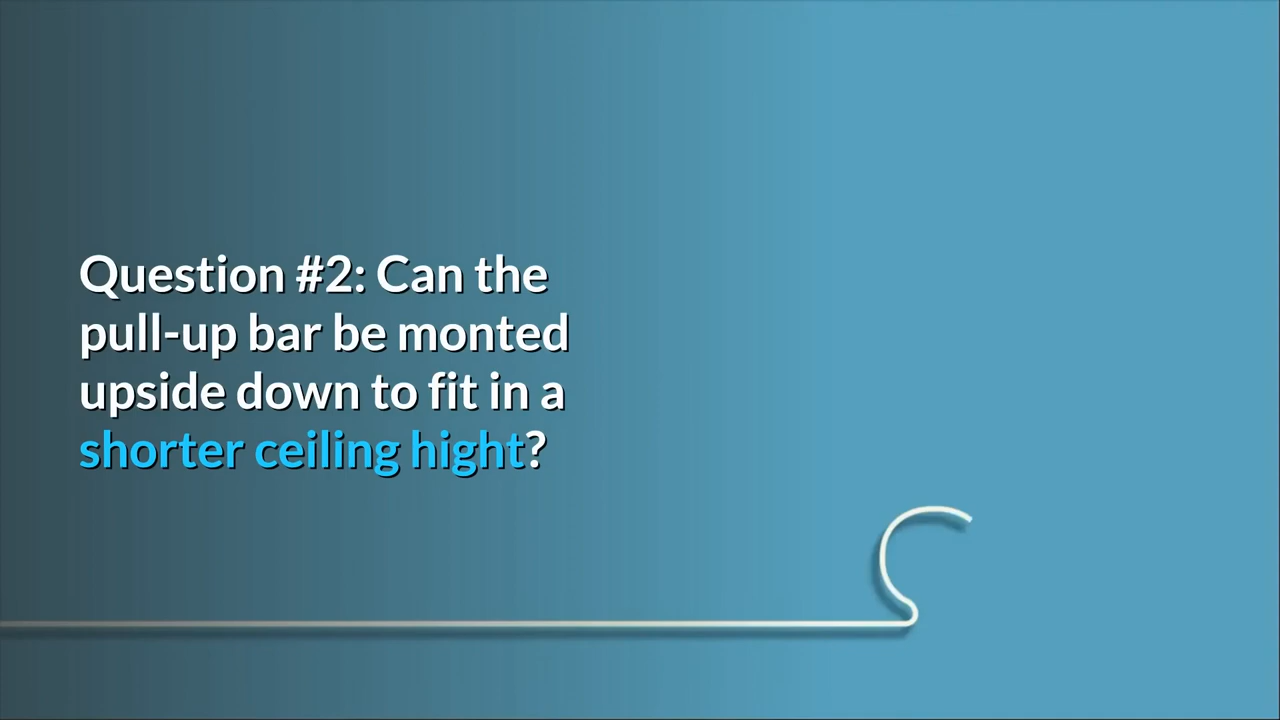 Question #2: Can the
pull-up bar be monted
upside down to fit in a
shorter ceiling hight?